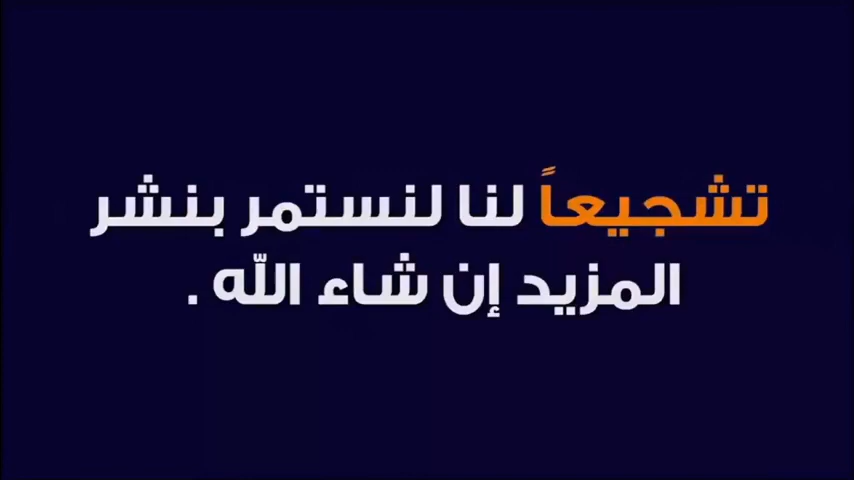 تشجيعاً لنا لنستمر بنشر
المزيد إن شاء الله .